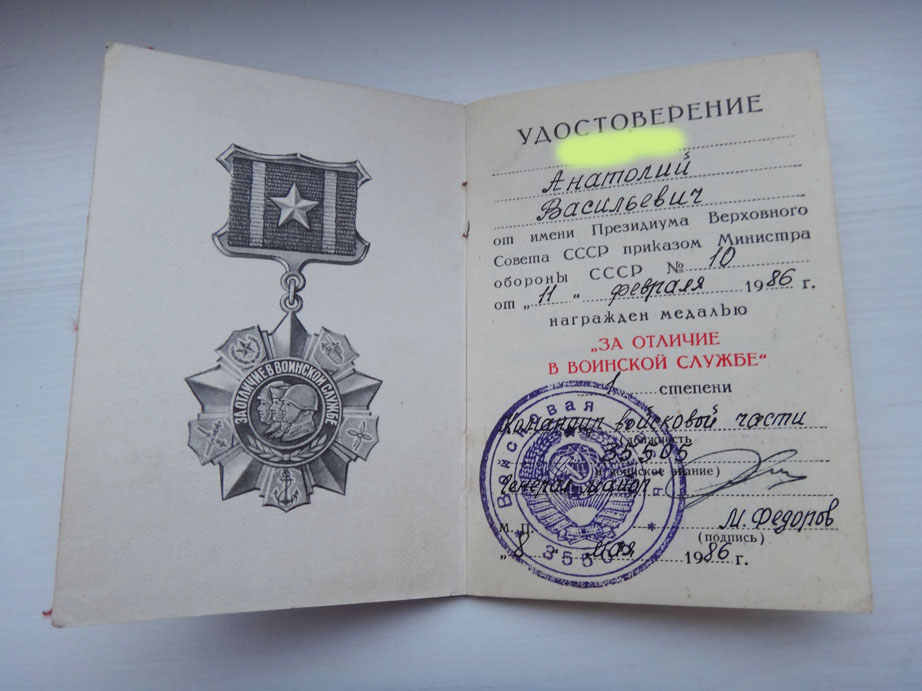 ЗА ОТЛИЧИЕ В ВОИНСКОЙ СЛУЖБЕ
УДОСТОВЕРЕНИЕ
Анатолий
Васильевич
от имени Президиума Верховного
Совета СССР приказом Министра
обороны СССР № 10
от „11“ февраля 1986 г.
награжден медалью
„ЗА ОТЛИЧИЕ
В ВОИНСКОЙ СЛУЖБЕ“
1 степени
Командир войсковой части
(должность
35505
(воинское звание)
Генерал-майор
М. Федоров
М. П.
(подпись)
„8“ мая 1986 г.
Войсковая